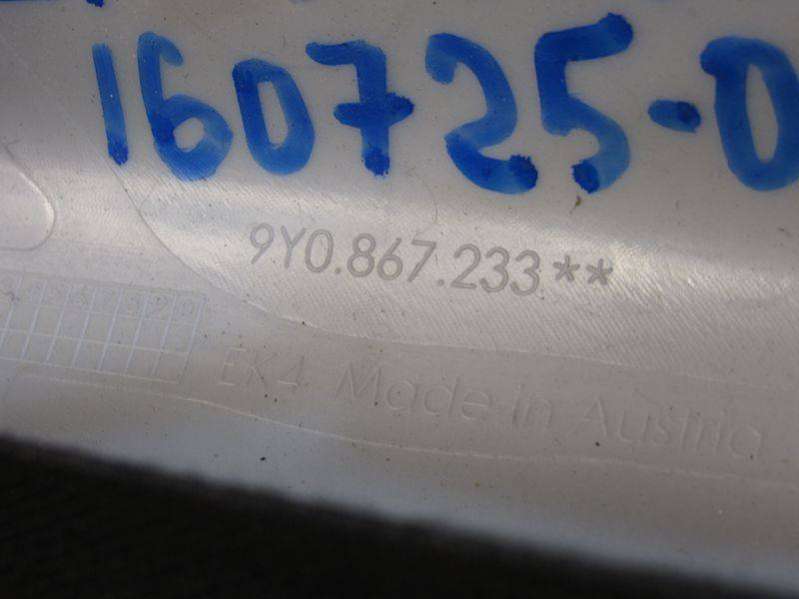 160725-0
9Y0.867.233**
EK4 Made in Austria